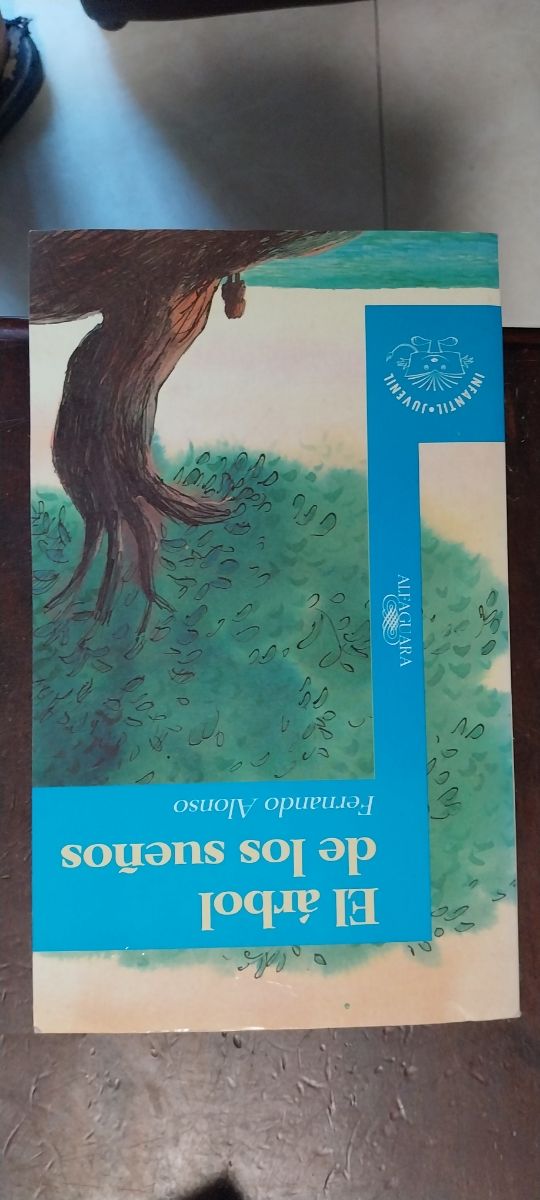 El árbol
de los sueños
Fernando Alonso
ALFAGUARA
INFANTIL • JUVENIL